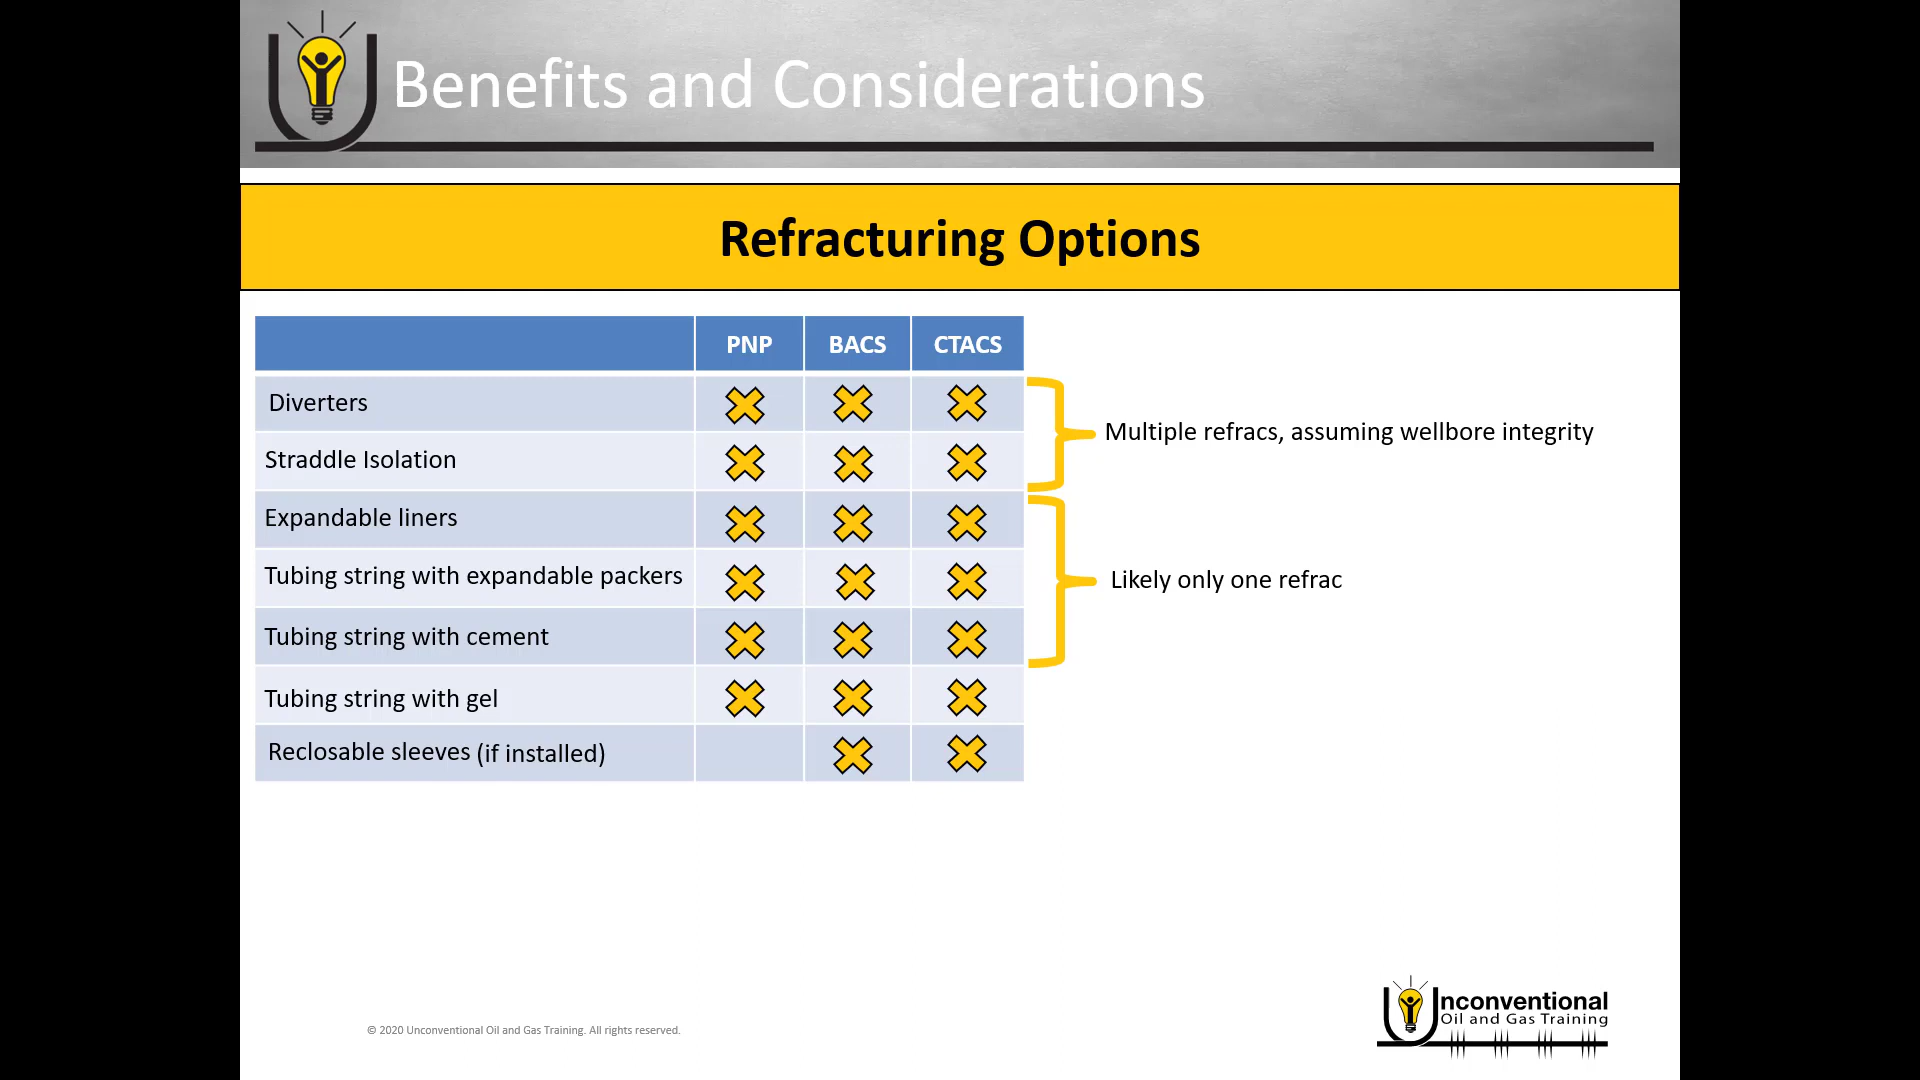 Benefits and Considerations
Refracturing Options
PNP BACS CTACS
Diverters
Straddle Isolation
Expandable liners
Tubing string with expandable packers
Tubing string with cement
Tubing string with gel
Reclosable sleeves (if installed)
Multiple refracs, assuming wellbore integrity
Likely only one refrac
© 2020 Unconventional Oil and Gas Training. All rights reserved.
Unconventional
Oil and Gas Training